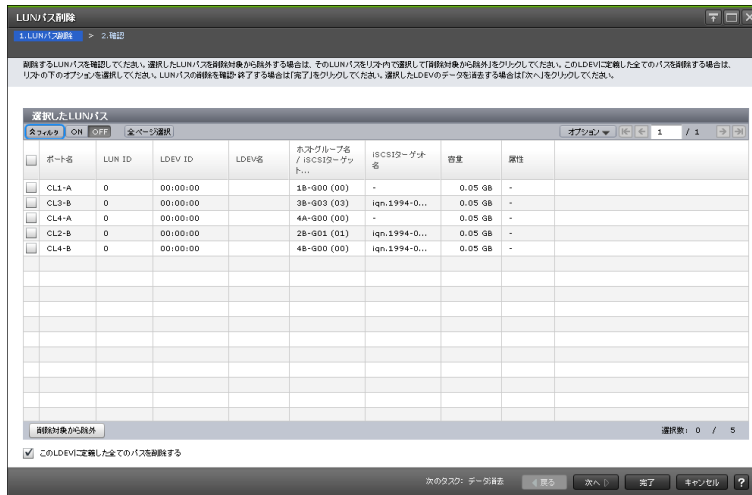 LUNパス削除
1.LUNパス削除 > 2.確認
削除するLUNパスを確認してください。選択したLUNパスを削除対象から除外する場合は、そのLUNパスをリスト内で選択して「削除対象から除外」をクリックしてください。このLDEVに定義した全てのパスを削除する場合は、
リストの下のオプションを選択してください。LUNパスの削除を確認・終了する場合は「完了」をクリックしてください。選択したLDEVのデータを消去する場合は「次へ」をクリックしてください。
選択したLUNパス
フィルタ ON OFF 全ページ選択 オプション 1 / 1
ポート名 LUN ID LDEV ID LDEV名 ホストグループ名 / iSCSIターゲット... iSCSIターゲット名 容量 属性
CL1-A 0 00:00:00 1B-G00 (00) - 0.05 GB -
CL3-B 0 00:00:00 3B-G03 (03) iqn.1994-0... 0.05 GB -
CL4-A 0 00:00:00 4A-G00 (00) - 0.05 GB -
CL2-B 0 00:00:00 2B-G01 (01) iqn.1994-0... 0.05 GB -
CL4-B 0 00:00:00 4B-G00 (00) iqn.1994-0... 0.05 GB -
削除対象から除外 選択数: 0 / 5
このLDEVに定義した全てのパスを削除する
次のタスク: データ消去 戻る 次へ 完了 キャンセル ?